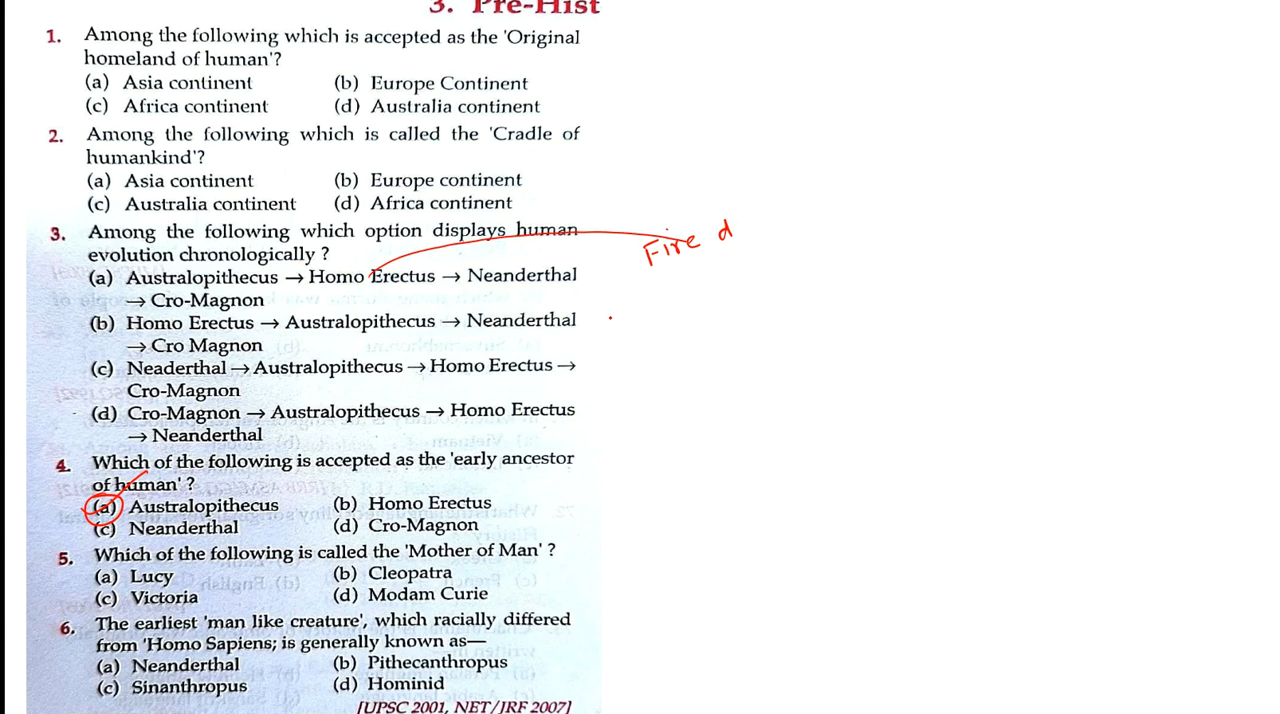 3. Pre-Hist
1. Among the following which is accepted as the 'Original
homeland of human'?
(a) Asia continent (b) Europe Continent
(c) Africa continent (d) Australia continent
2. Among the following which is called the 'Cradle of
humankind'?
(a) Asia continent (b) Europe continent
(c) Australia continent (d) Africa continent
3. Among the following which option displays human
evolution chronologically ?
Fire d
(a) Australopithecus → Homo Erectus → Neanderthal
→ Cro-Magnon
(b) Homo Erectus → Australopithecus → Neanderthal
→ Cro Magnon
(c) Neaderthal → Australopithecus → Homo Erectus →
Cro-Magnon
(d) Cro-Magnon → Australopithecus → Homo Erectus
→ Neanderthal
4. Which of the following is accepted as the 'early ancestor
of human' ?
(a) Australopithecus (b) Homo Erectus
(c) Neanderthal (d) Cro-Magnon
5. Which of the following is called the 'Mother of Man' ?
(a) Lucy (b) Cleopatra
(c) Victoria (d) Modam Curie
6. The earliest 'man like creature', which racially differed
from 'Homo Sapiens; is generally known as—
(a) Neanderthal (b) Pithecanthropus
(c) Sinanthropus (d) Hominid
[UPSC 2001, NET/JRF 2007]